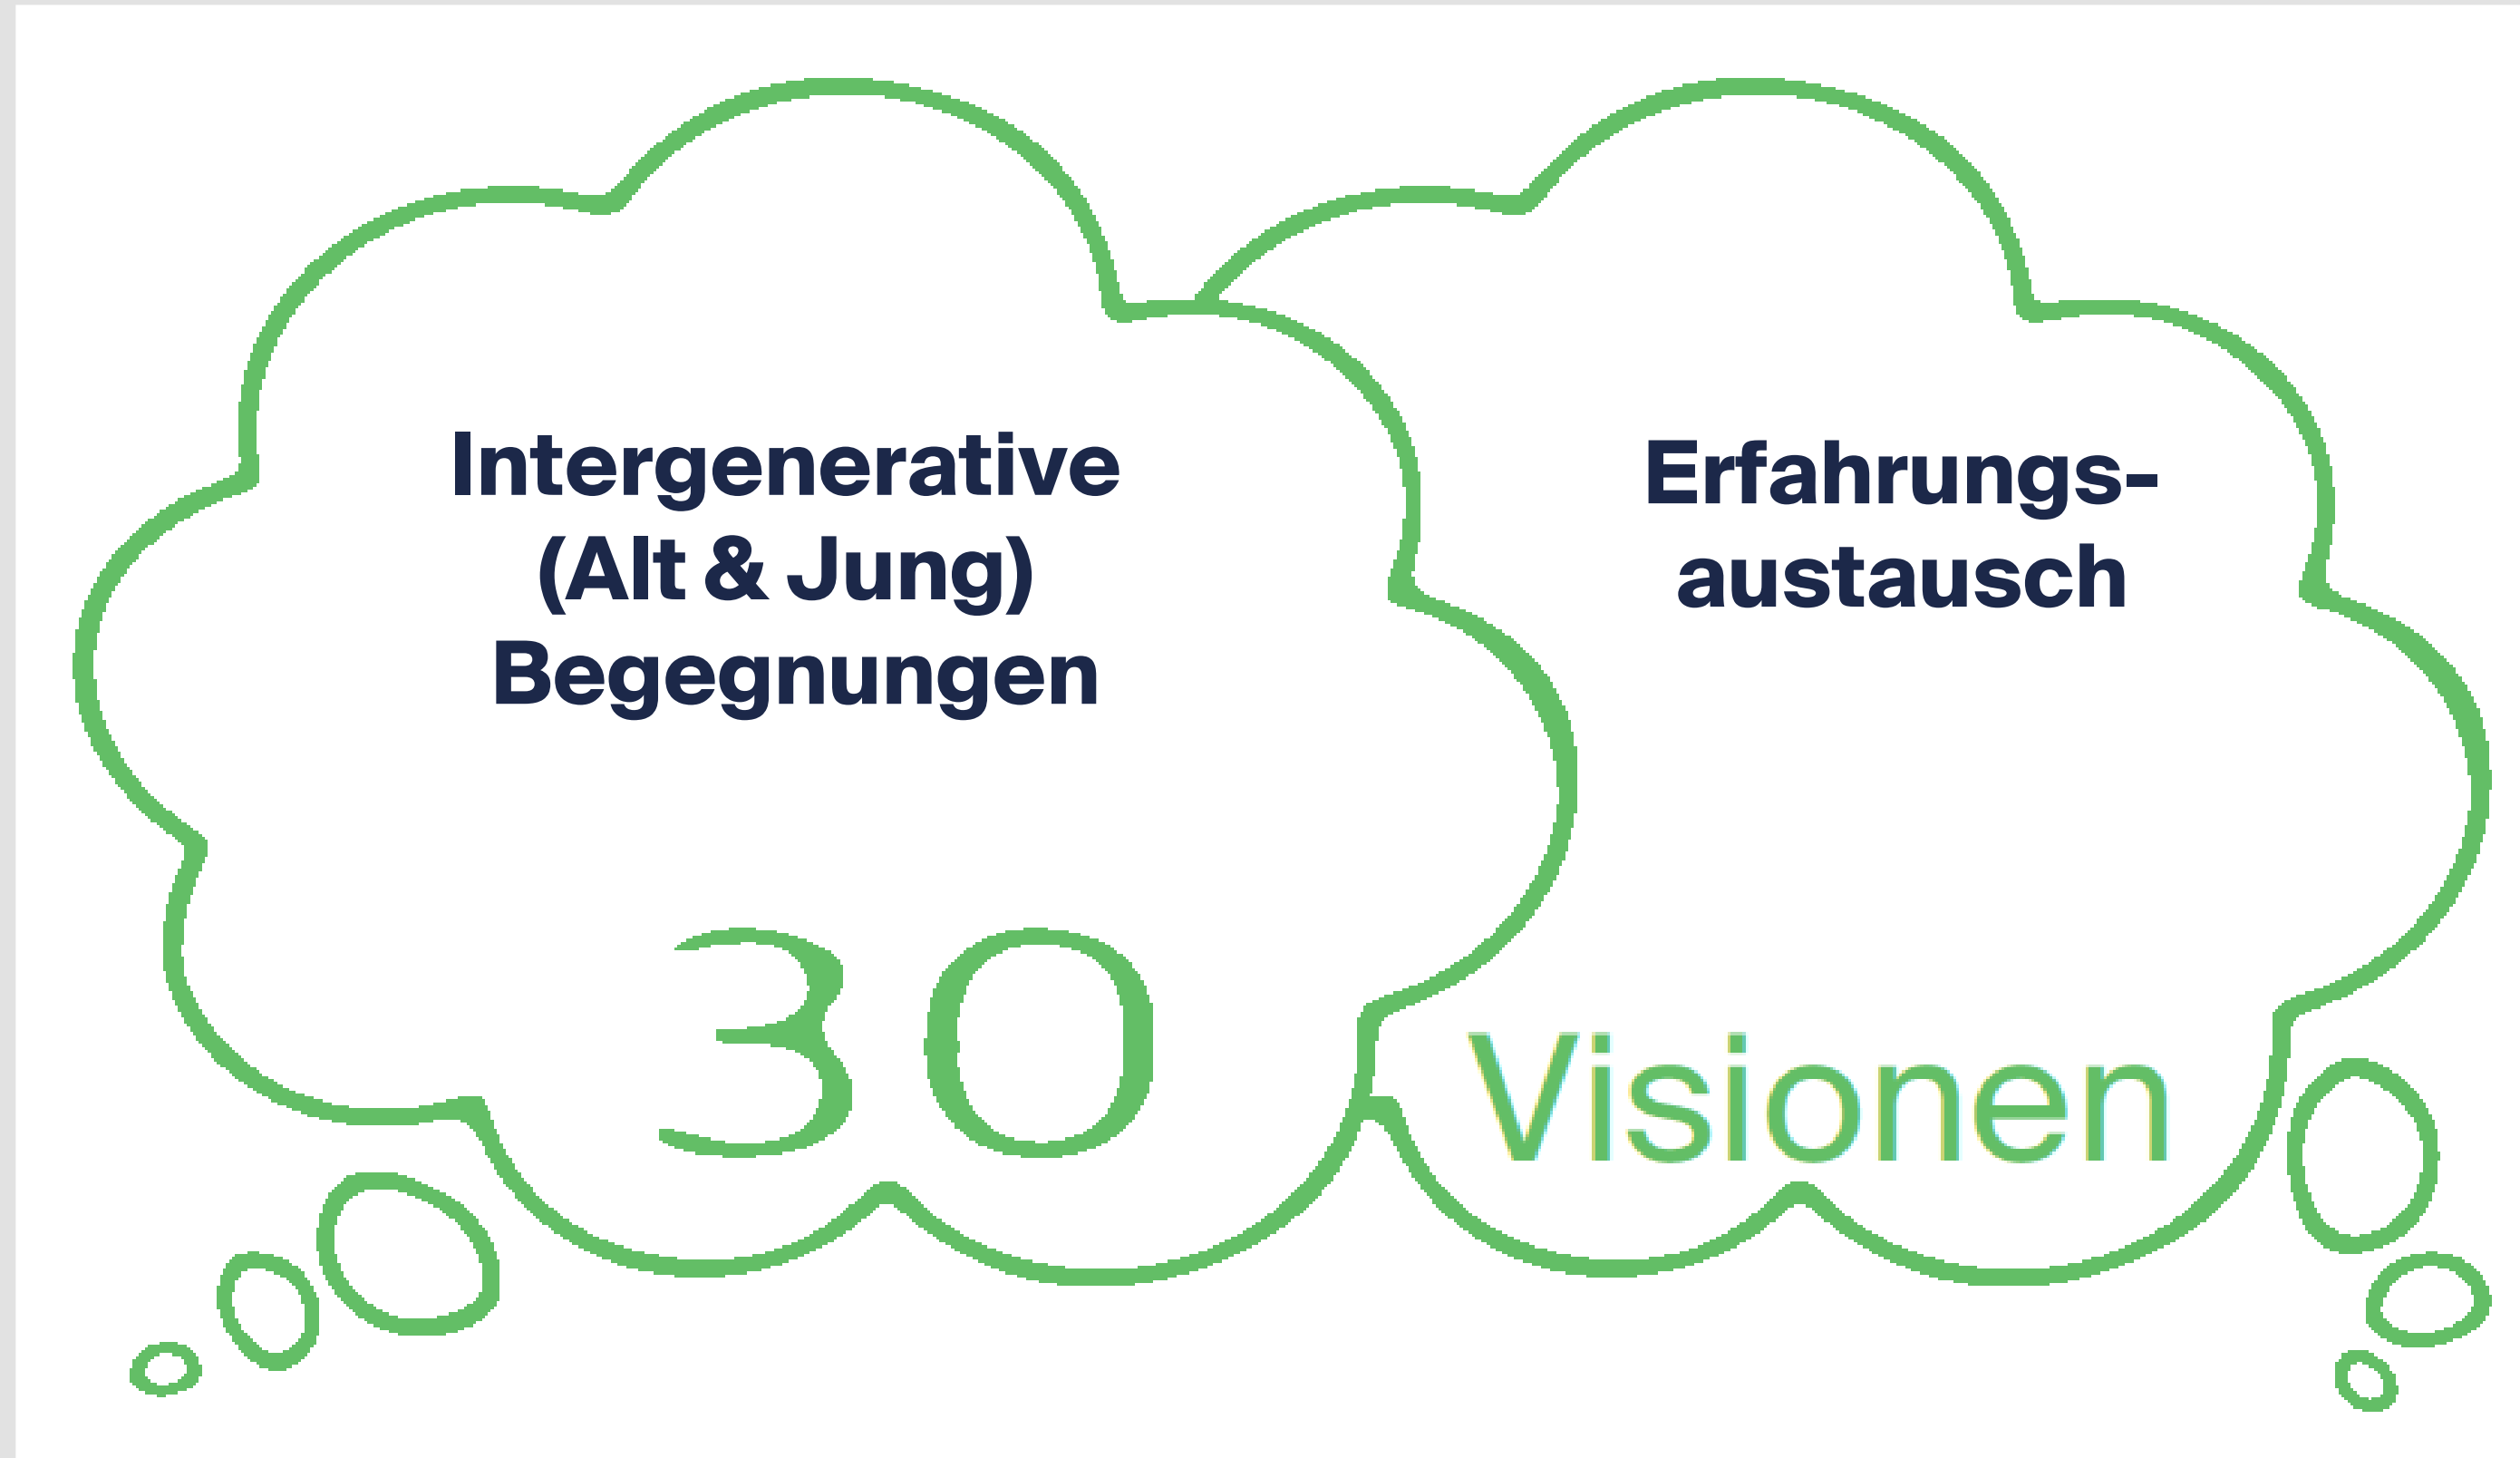 Intergenerative
(Alt & Jung)
Begegnungen
Erfahrungs-
austausch
30
Visionen